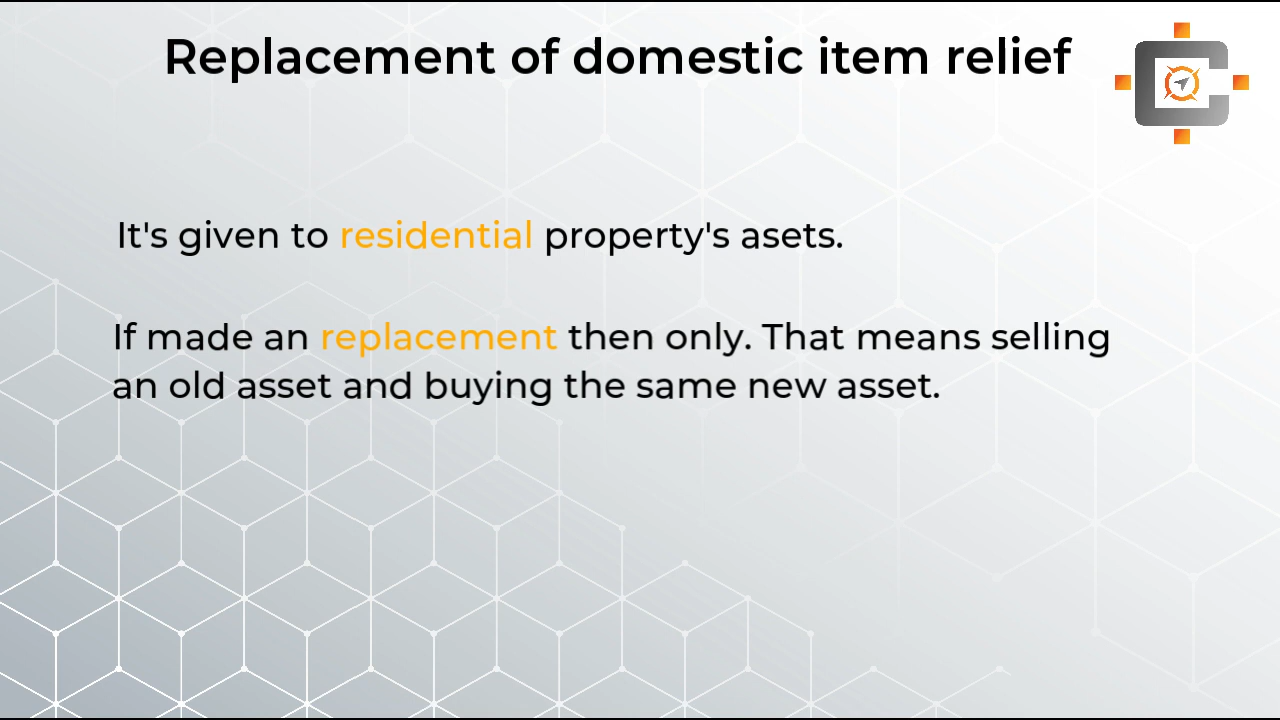 Replacement of domestic item relief
It's given to residential property's asets.
If made an replacement then only. That means selling
an old asset and buying the same new asset.